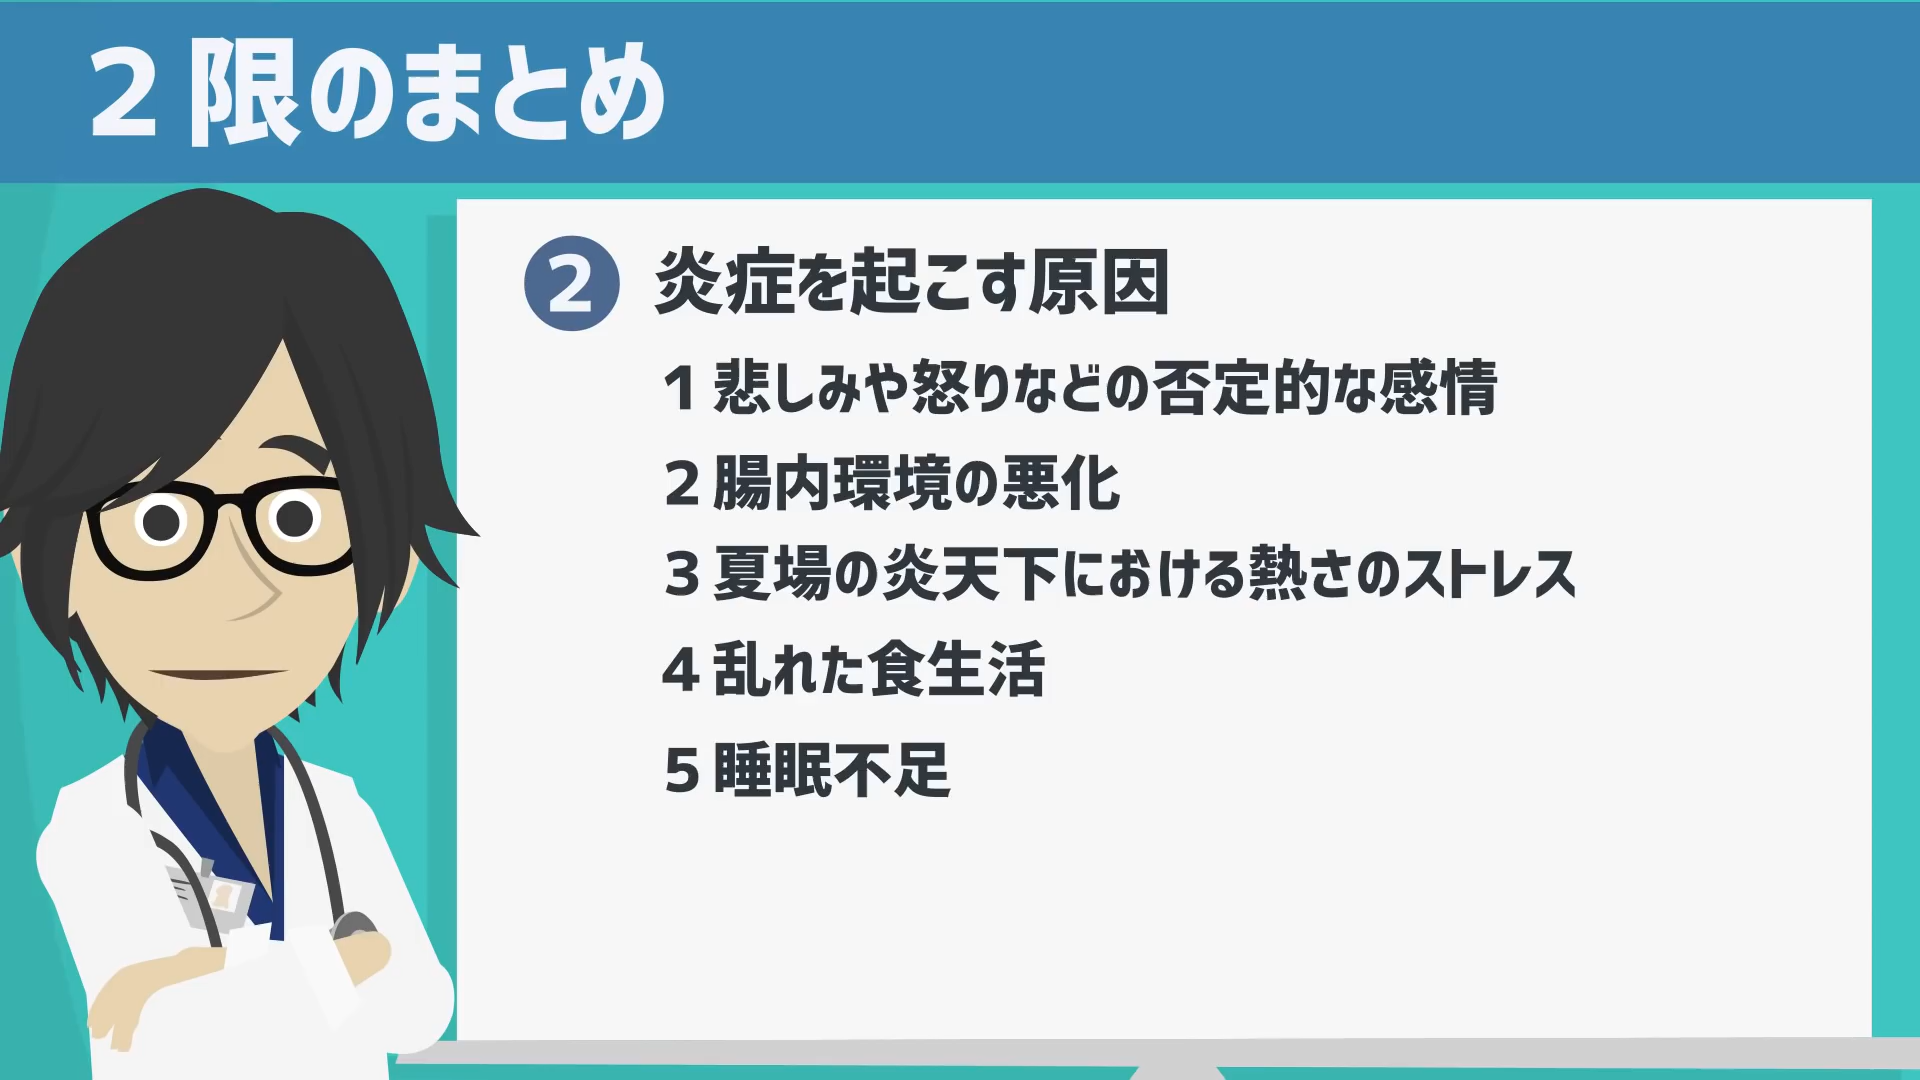 2限のまとめ
2 炎症を起こす原因
1 悲しみや怒りなどの否定的な感情
2 腸内環境の悪化
3 夏場の炎天下における熱さのストレス
4 乱れた食生活
5 睡眠不足